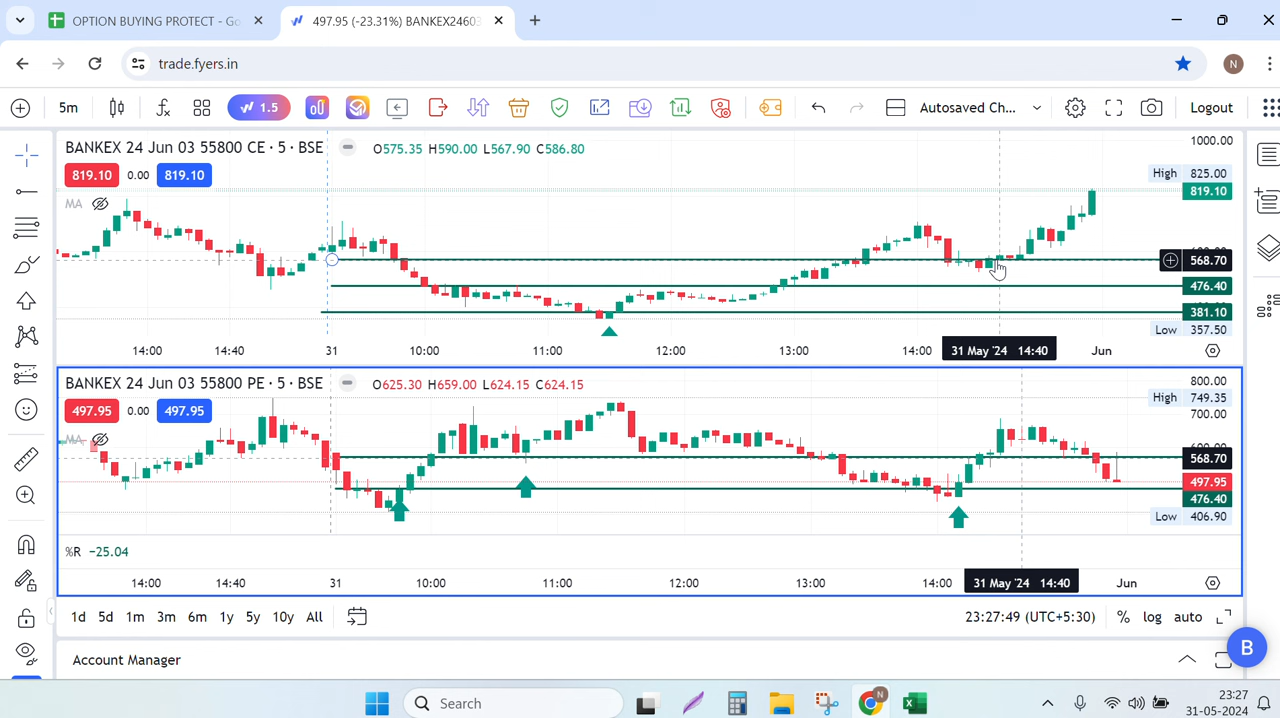 OPTION BUYING PROTECT - Go
497.95 (-23.31%) BANKEX24603
trade.fyers.in
N
5m
1.5
Autosaved Ch...
Logout
BANKEX 24 Jun 03 55800 CE · 5 · BSE
O575.35 H590.00 L567.90 C586.80
1000.00
819.10 0.00 819.10
High 825.00
819.10
MA
568.70
476.40
381.10
Low 357.50
14:00 14:40 31 10:00 11:00 12:00 13:00 14:00 31 May '24 14:40 Jun
BANKEX 24 Jun 03 55800 PE · 5 · BSE
O625.30 H659.00 L624.15 C624.15
800.00
High 749.35
497.95 0.00 497.95
700.00
MA
568.70
497.95
476.40
Low 406.90
%R −25.04
14:00 14:40 31 10:00 11:00 12:00 13:00 14:00 31 May '24 14:40 Jun
1d 5d 1m 3m 6m 1y 5y 10y All
23:27:49 (UTC+5:30) % log auto
B
Account Manager
Search
N
23:27
31-05-2024